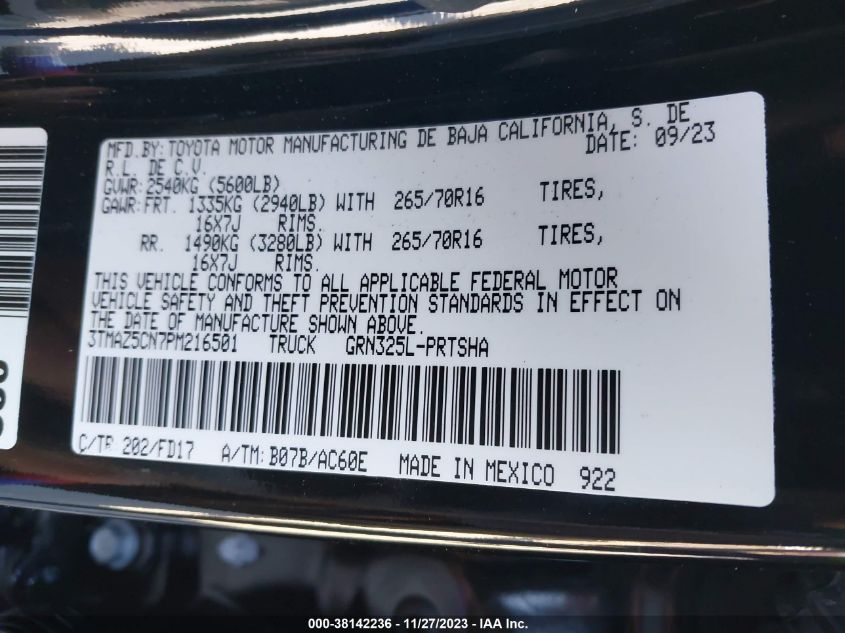 MFD.BY: TOYOTA MOTOR MANUFACTURING DE BAJA CALIFORNIA, S. DE
R.L. DE C.V. DATE: 09/23
GVWR: 2540KG (5600LB)
GAWR: FRT. 1335KG (2940LB) WITH 265/70R16 TIRES,
16X7J RIMS.
RR. 1490KG (3280LB) WITH 265/70R16 TIRES,
16X7J RIMS.
THIS VEHICLE CONFORMS TO ALL APPLICABLE FEDERAL MOTOR
VEHICLE SAFETY AND THEFT PREVENTION STANDARDS IN EFFECT ON
THE DATE OF MANUFACTURE SHOWN ABOVE.
3TMAZ5CN7PM216501 TRUCK GRN325L-PRTSHA
C/TR 202/FD17 A/TM: B07B/AC60E MADE IN MEXICO 922
000-38142236 - 11/27/2023 - IAA Inc.